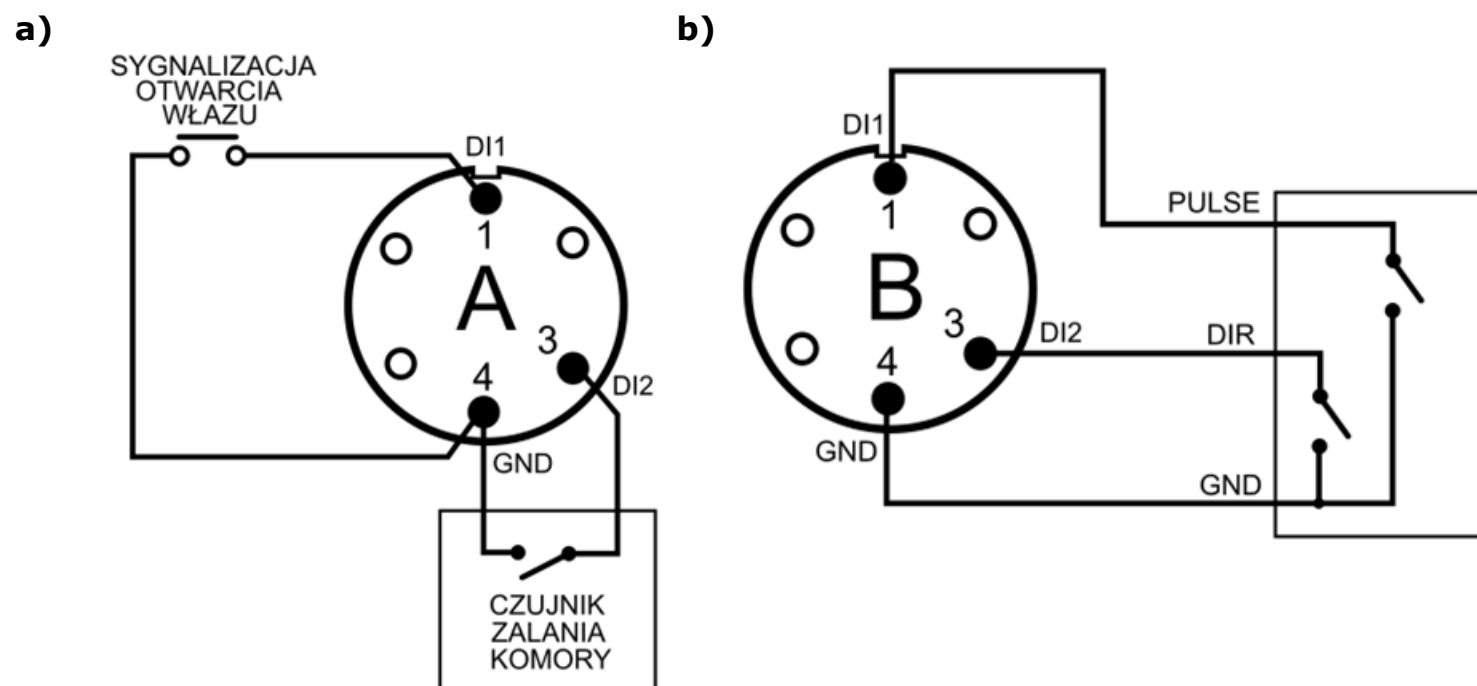 a)
SYGNALIZACJA
OTWARCIA
WŁAZU
DI1
1
A
3
4
DI2
GND
CZUJNIK
ZALANIA
KOMORY
b)
DI1
1
PULSE
B
3
DI2
DIR
4
GND
GND